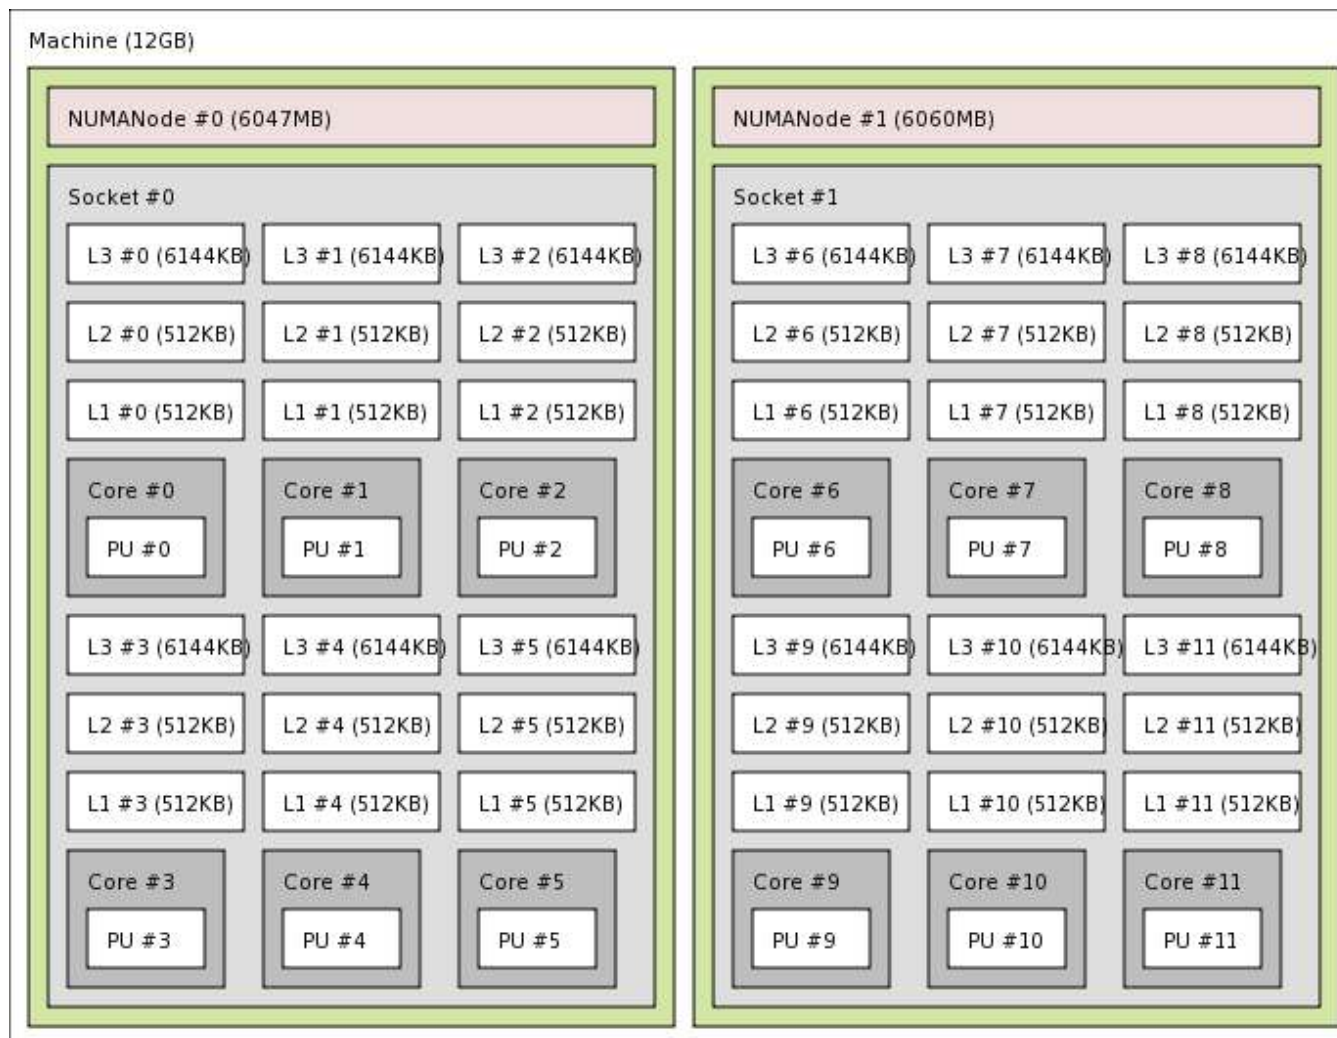 Machine (12GB)
NUMANode #0 (6047MB)
Socket #0
L3 #0 (6144KB) L3 #1 (6144KB) L3 #2 (6144KB)
L2 #0 (512KB) L2 #1 (512KB) L2 #2 (512KB)
L1 #0 (512KB) L1 #1 (512KB) L1 #2 (512KB)
Core #0 Core #1 Core #2
PU #0 PU #1 PU #2
L3 #3 (6144KB) L3 #4 (6144KB) L3 #5 (6144KB)
L2 #3 (512KB) L2 #4 (512KB) L2 #5 (512KB)
L1 #3 (512KB) L1 #4 (512KB) L1 #5 (512KB)
Core #3 Core #4 Core #5
PU #3 PU #4 PU #5
NUMANode #1 (6060MB)
Socket #1
L3 #6 (6144KB) L3 #7 (6144KB) L3 #8 (6144KB)
L2 #6 (512KB) L2 #7 (512KB) L2 #8 (512KB)
L1 #6 (512KB) L1 #7 (512KB) L1 #8 (512KB)
Core #6 Core #7 Core #8
PU #6 PU #7 PU #8
L3 #9 (6144KB) L3 #10 (6144KB) L3 #11 (6144KB)
L2 #9 (512KB) L2 #10 (512KB) L2 #11 (512KB)
L1 #9 (512KB) L1 #10 (512KB) L1 #11 (512KB)
Core #9 Core #10 Core #11
PU #9 PU #10 PU #11